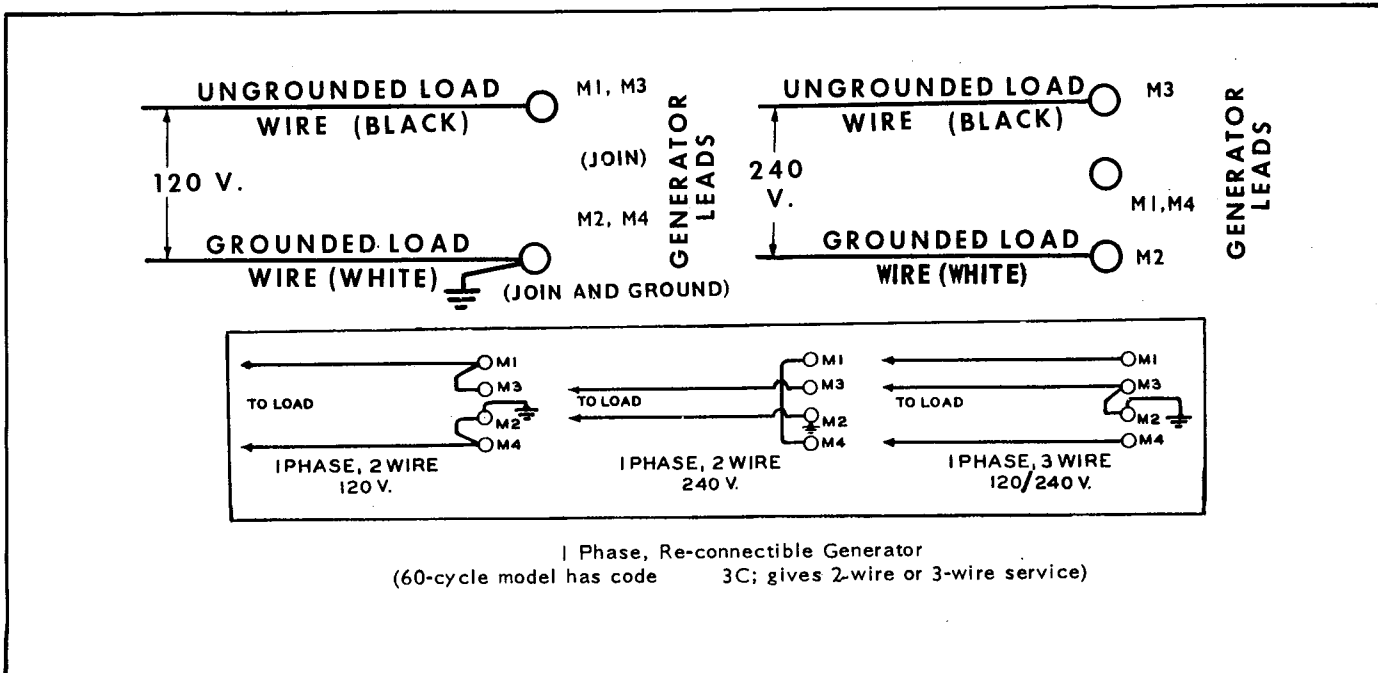 UNGROUNDED LOAD
WIRE (BLACK)
120 V.
GROUNDED LOAD
WIRE (WHITE)
M1, M3
(JOIN)
M2, M4
(JOIN AND GROUND)
GENERATOR
LEADS
UNGROUNDED LOAD
WIRE (BLACK)
240
V.
GROUNDED LOAD
WIRE (WHITE)
M3
M1,M4
M2
GENERATOR
LEADS
M1
M3
TO LOAD
M2
M4
1 PHASE, 2 WIRE
120 V.
M1
M3
TO LOAD
M2
M4
1 PHASE, 2 WIRE
240 V.
M1
M3
TO LOAD
M2
M4
1 PHASE, 3 WIRE
120/240 V.
1 Phase, Re-connectible Generator
(60-cycle model has code 3C; gives 2-wire or 3-wire service)